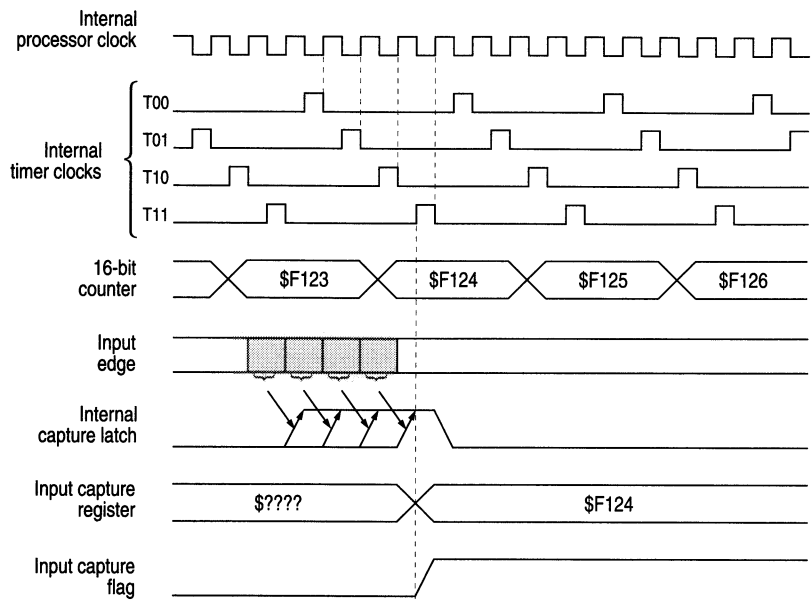 Internal
processor clock
T00
T01
Internal
timer clocks
T10
T11
16-bit
counter
$F123
$F124
$F125
$F126
Input
edge
Internal
capture latch
Input capture
register
$????
$F124
Input capture
flag